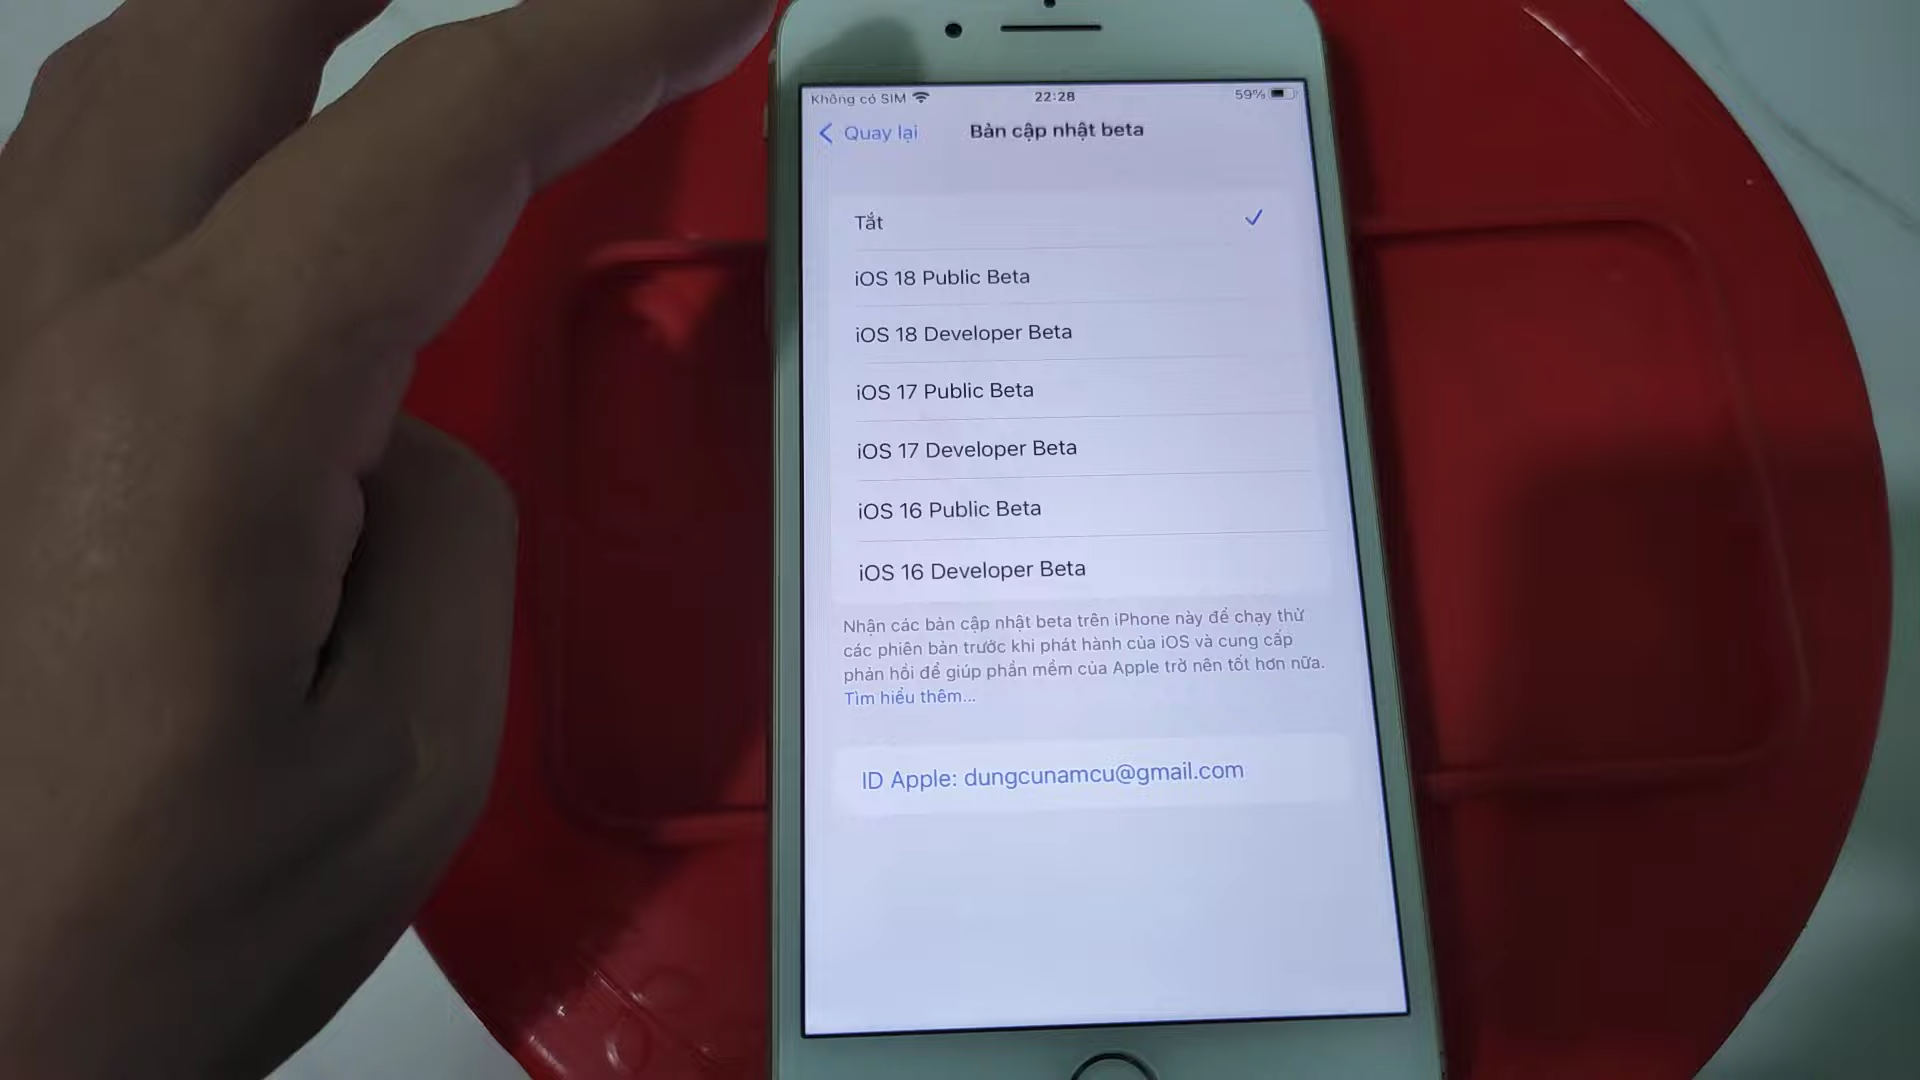 Không có SIM
22:28
59%
Quay lại
Bản cập nhật beta
Tắt
iOS 18 Public Beta
iOS 18 Developer Beta
iOS 17 Public Beta
iOS 17 Developer Beta
iOS 16 Public Beta
iOS 16 Developer Beta
Nhận các bản cập nhật beta trên iPhone này để chạy thử
các phiên bản trước khi phát hành của iOS và cung cấp
phản hồi để giúp phần mềm của Apple trở nên tốt hơn nữa.
Tìm hiểu thêm...
ID Apple: dungcunamcu@gmail.com